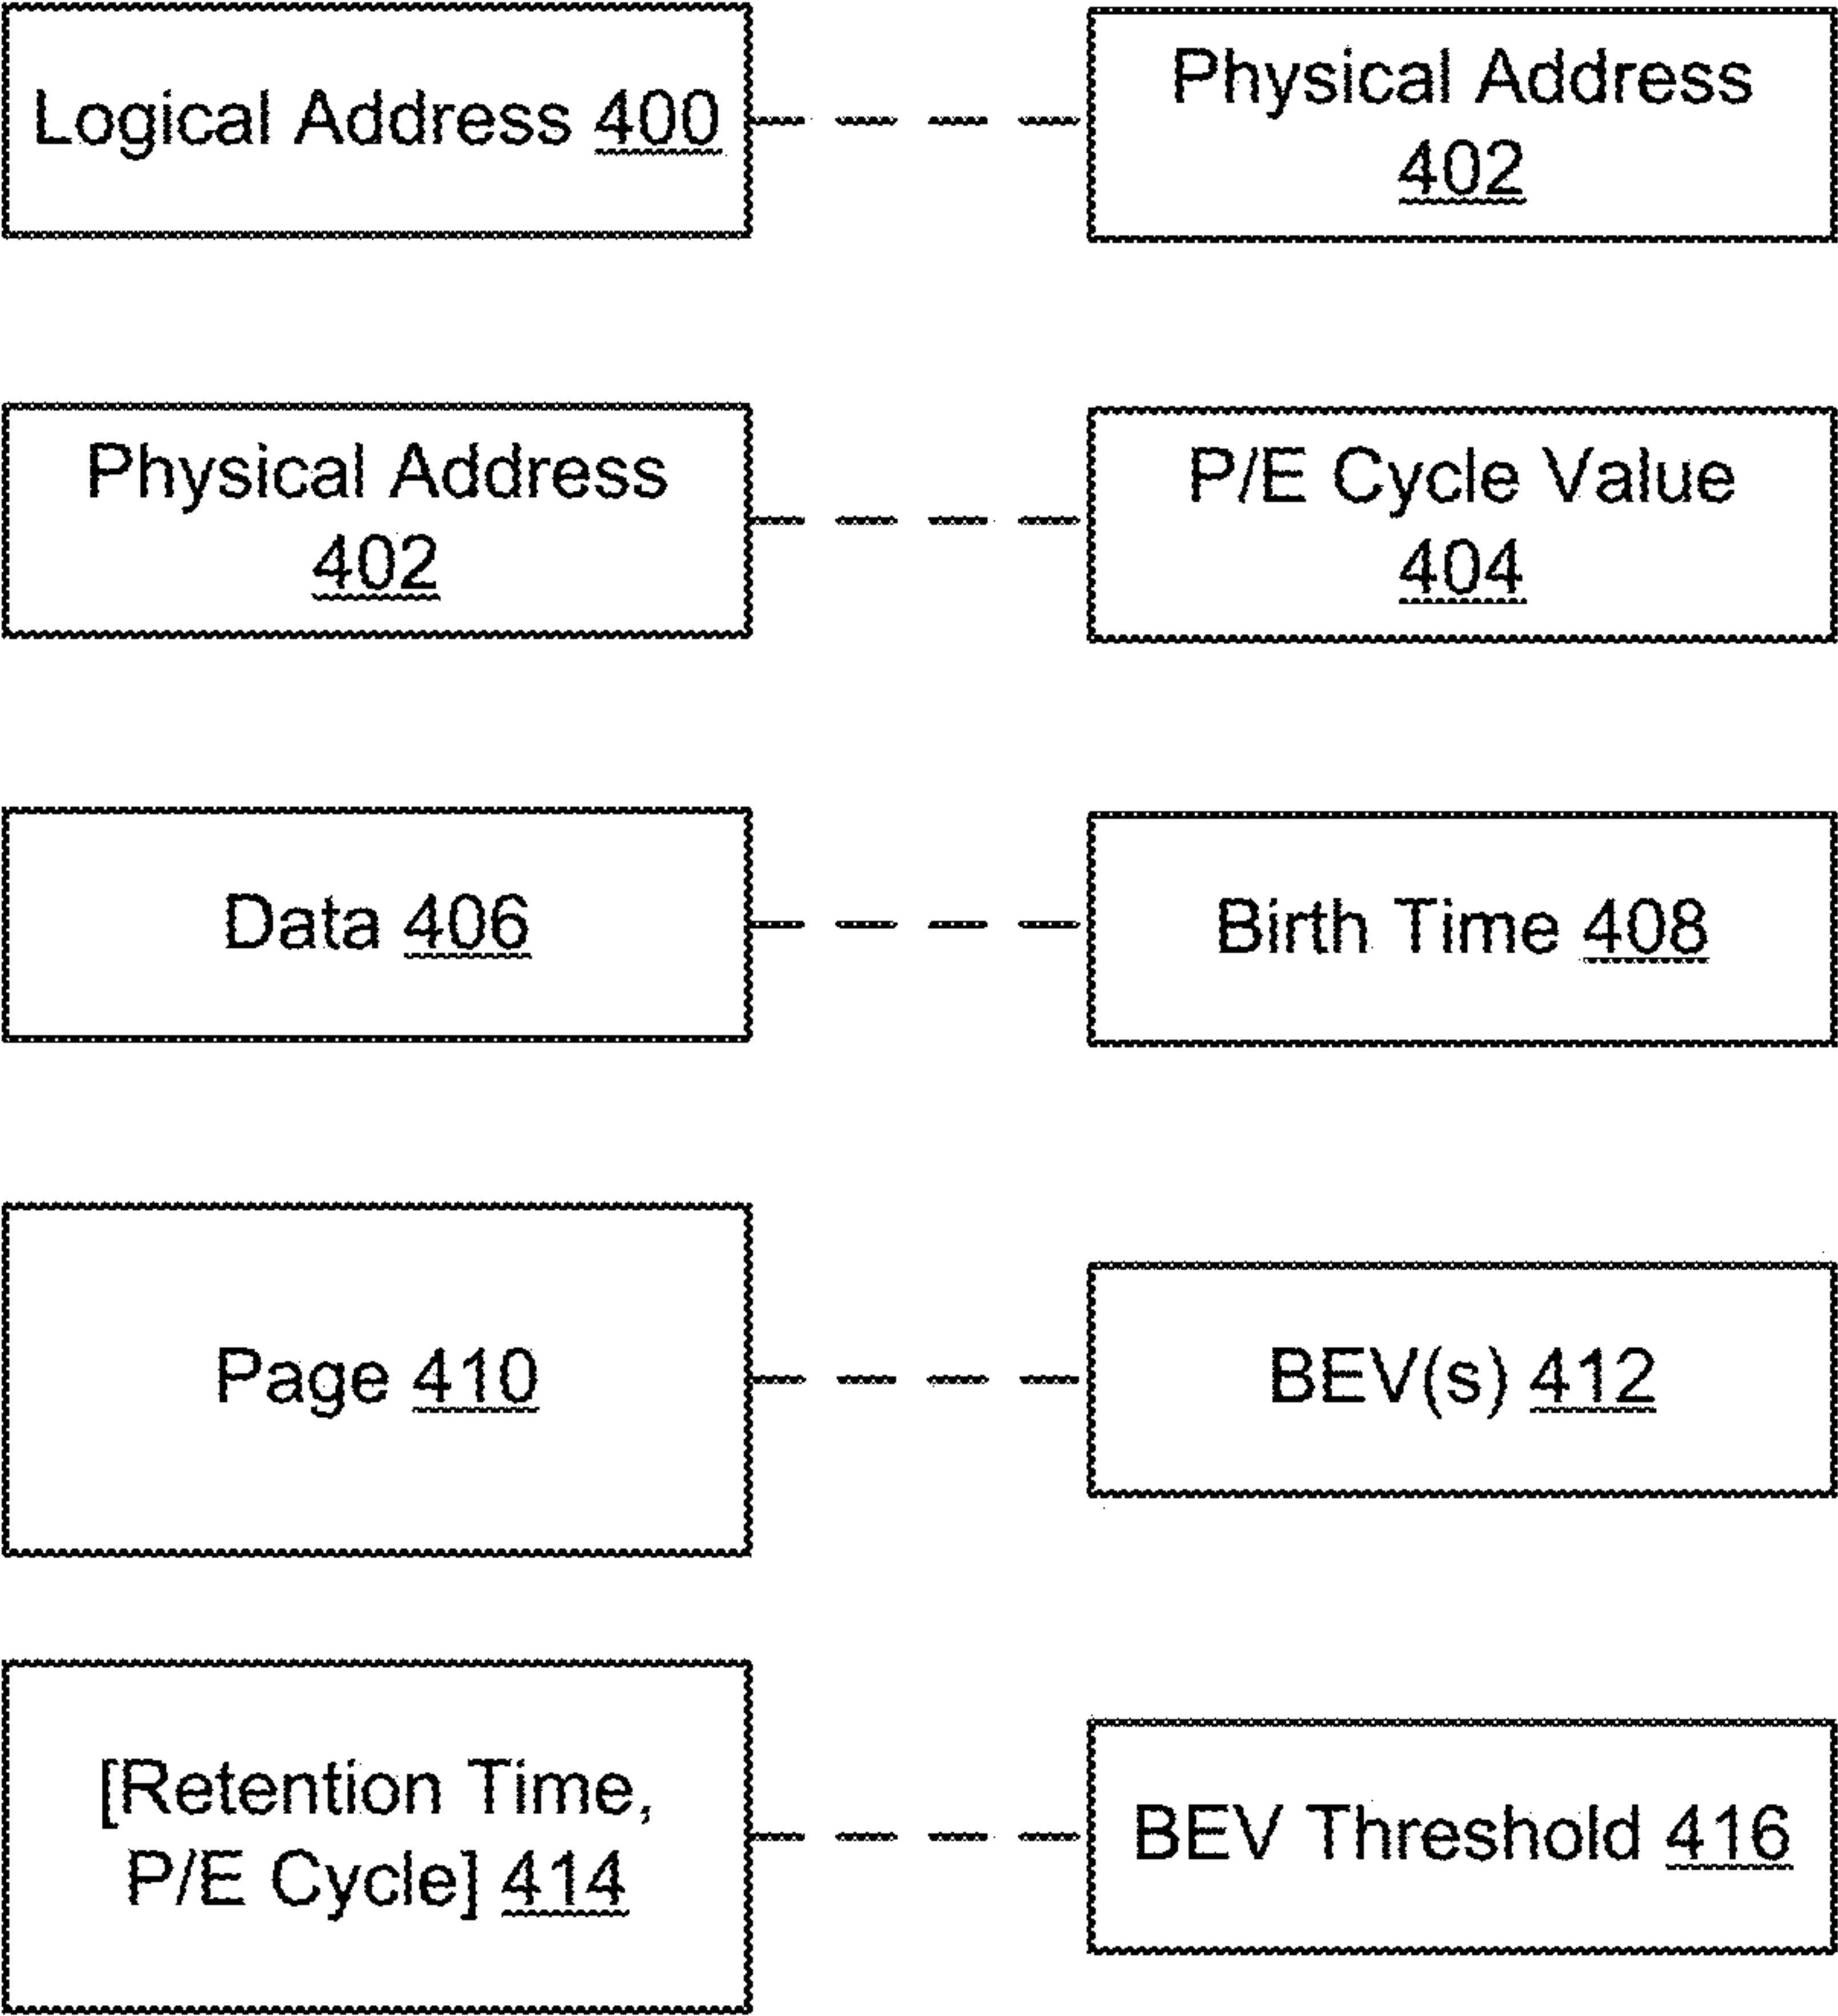 Logical Address 400
Physical Address
402
Physical Address
402
P/E Cycle Value
404
Data 406
Birth Time 408
Page 410
BEV(s) 412
[Retention Time,
P/E Cycle] 414
BEV Threshold 416